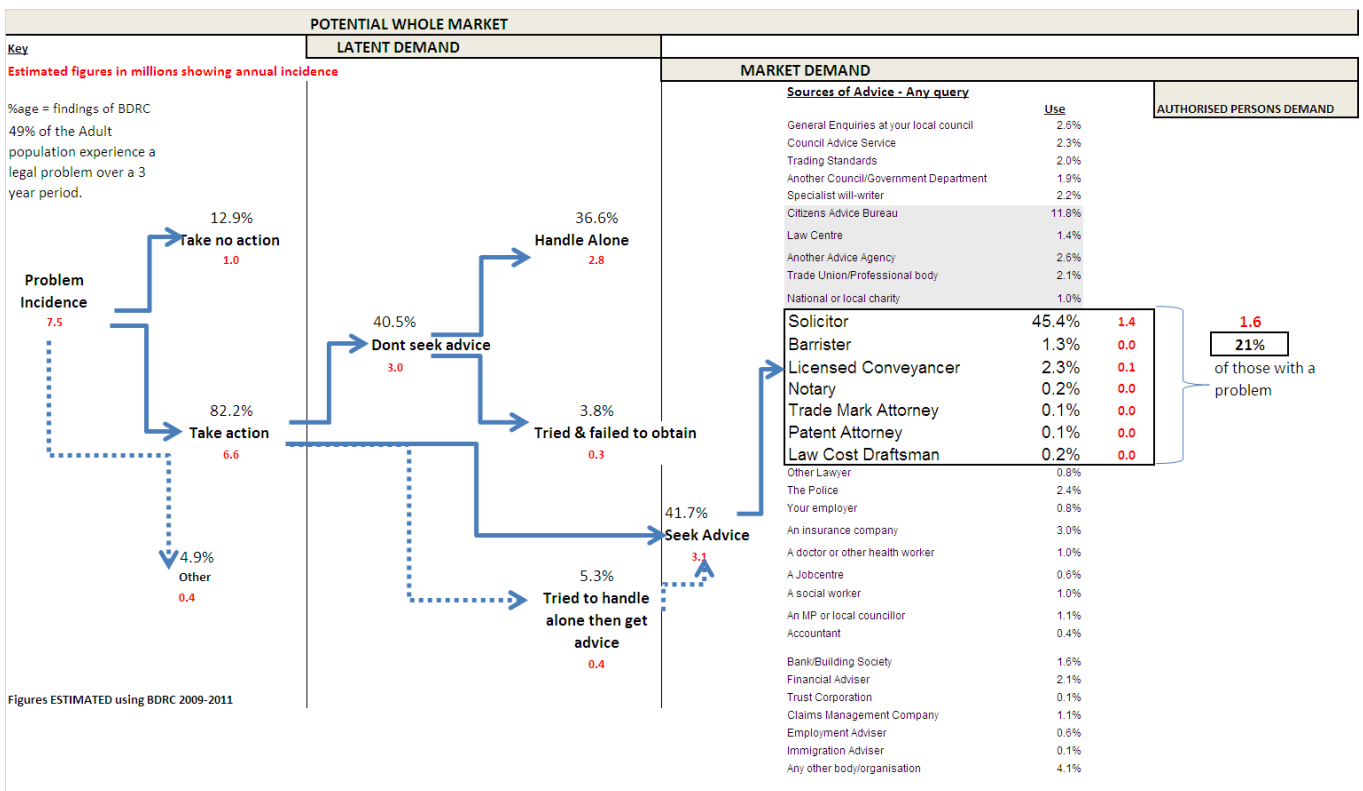 POTENTIAL WHOLE MARKET
Key
LATENT DEMAND
Estimated figures in millions showing annual incidence
MARKET DEMAND
Sources of Advice - Any query
Use
AUTHORISED PERSONS DEMAND
%age = findings of BDRC
49% of the Adult
population experience a
legal problem over a 3
year period.
12.9%
Take no action
1.0
Problem
Incidence
7.5
82.2%
Take action
6.6
4.9%
Other
0.4
Figures ESTIMATED using BDRC 2009-2011
40.5%
Dont seek advice
3.0
36.6%
Handle Alone
2.8
3.8%
Tried & failed to obtain
0.3
5.3%
Tried to handle
alone then get
advice
0.4
41.7%
Seek Advice
3.1
General Enquiries at your local council 2.6%
Council Advice Service 2.3%
Trading Standards 2.0%
Another Council/Government Department 1.9%
Specialist will-writer 2.2%
Citizens Advice Bureau 11.8%
Law Centre 1.4%
Another Advice Agency 2.6%
Trade Union/Professional body 2.1%
National or local charity 1.0%
Solicitor 45.4% 1.4
Barrister 1.3% 0.0
Licensed Conveyancer 2.3% 0.1
Notary 0.2% 0.0
Trade Mark Attorney 0.1% 0.0
Patent Attorney 0.1% 0.0
Law Cost Draftsman 0.2% 0.0
Other Lawyer 0.8%
The Police 2.4%
Your employer 0.8%
An insurance company 3.0%
A doctor or other health worker 1.0%
A Jobcentre 0.6%
A social worker 1.0%
An MP or local councillor 1.1%
Accountant 0.4%
Bank/Building Society 1.6%
Financial Adviser 2.1%
Trust Corporation 0.1%
Claims Management Company 1.1%
Employment Adviser 0.6%
Immigration Adviser 0.1%
Any other body/organisation 4.1%
1.6
21%
of those with a
problem